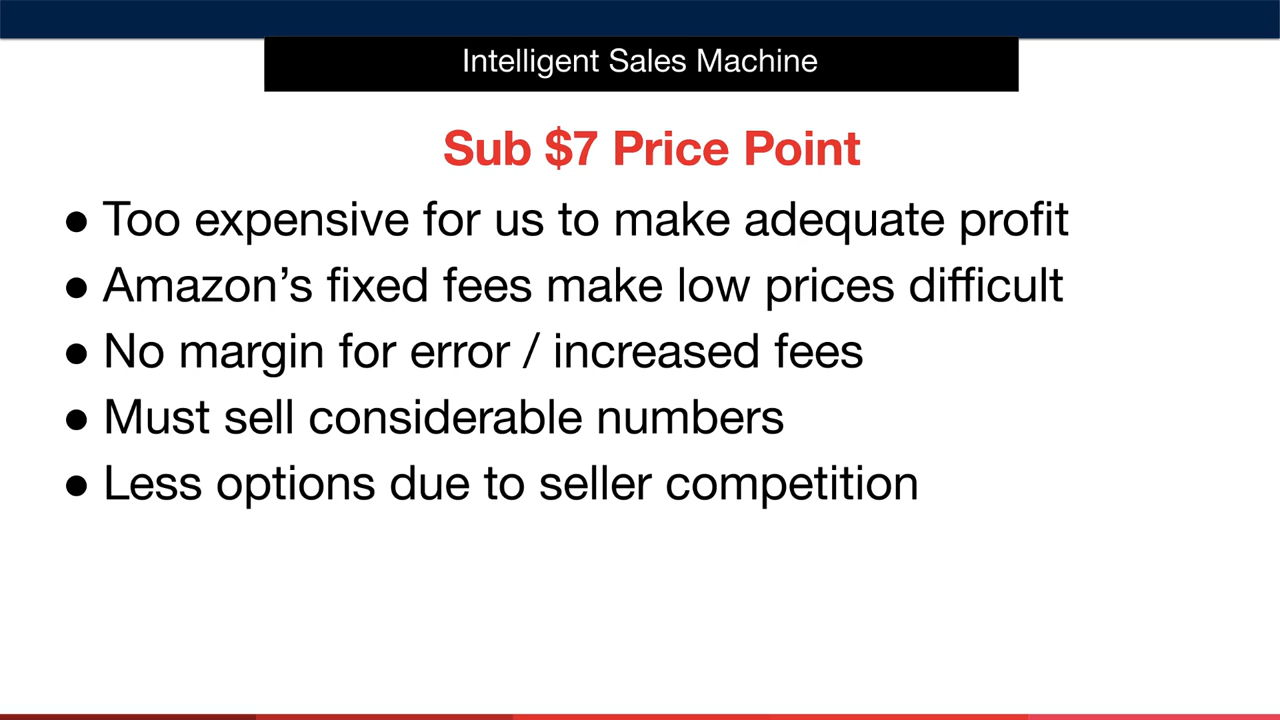 Intelligent Sales Machine
Sub $7 Price Point
● Too expensive for us to make adequate profit
● Amazon’s fixed fees make low prices difficult
● No margin for error / increased fees
● Must sell considerable numbers
● Less options due to seller competition